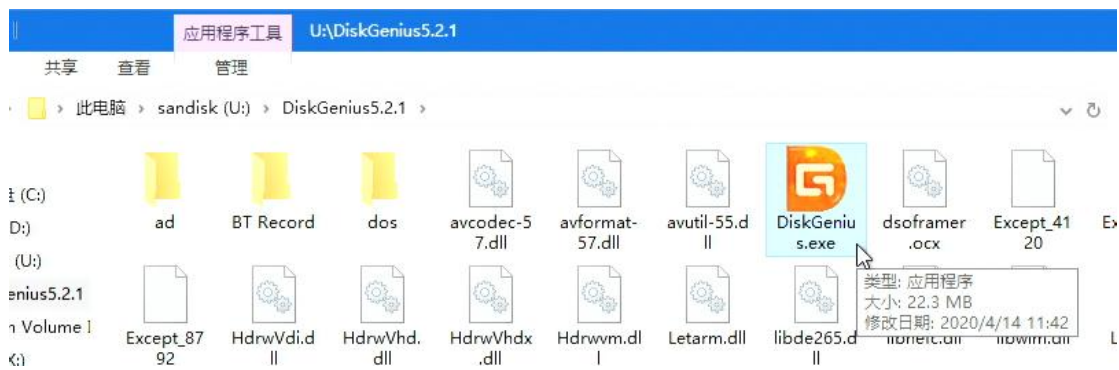 应用程序工具
U:\DiskGenius5.2.1
共享
查看
管理
此电脑 › sandisk (U:) › DiskGenius5.2.1 ›
(C:)
D:)
(U:)
enius5.2.1
Volume
ad
BT Record
dos
avcodec-5
7.dll
avformat-
57.dll
avutil-55.d
ll
DiskGeniu
s.exe
dsoframer
.ocx
Except_41
20
类型: 应用程序
大小: 22.3 MB
修改日期: 2020/4/14 11:42
Except_87
92
HdrwVdi.d
ll
HdrwVhd.
dll
HdrwVhdx
.dll
Hdrwvm.dl
l
Letarm.dll
libde265.d
ll